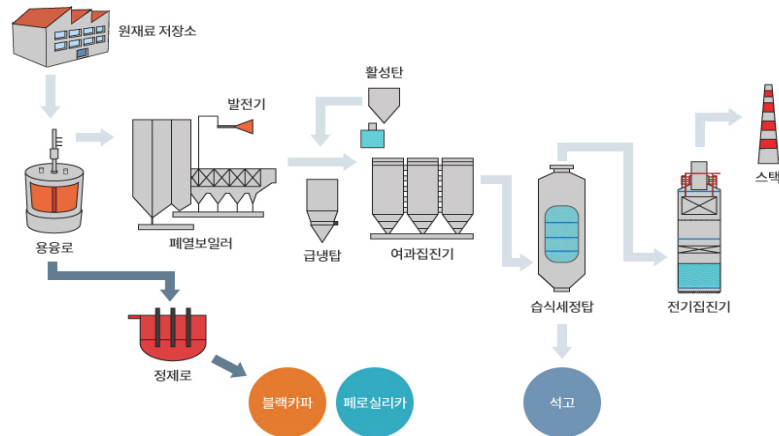 원재료 저장소
활성탄
발전기
스택
용융로
폐열보일러
급냉탑
여과집진기
습식세정탑
전기집진기
정제로
블랙카파
페로실리카
석고